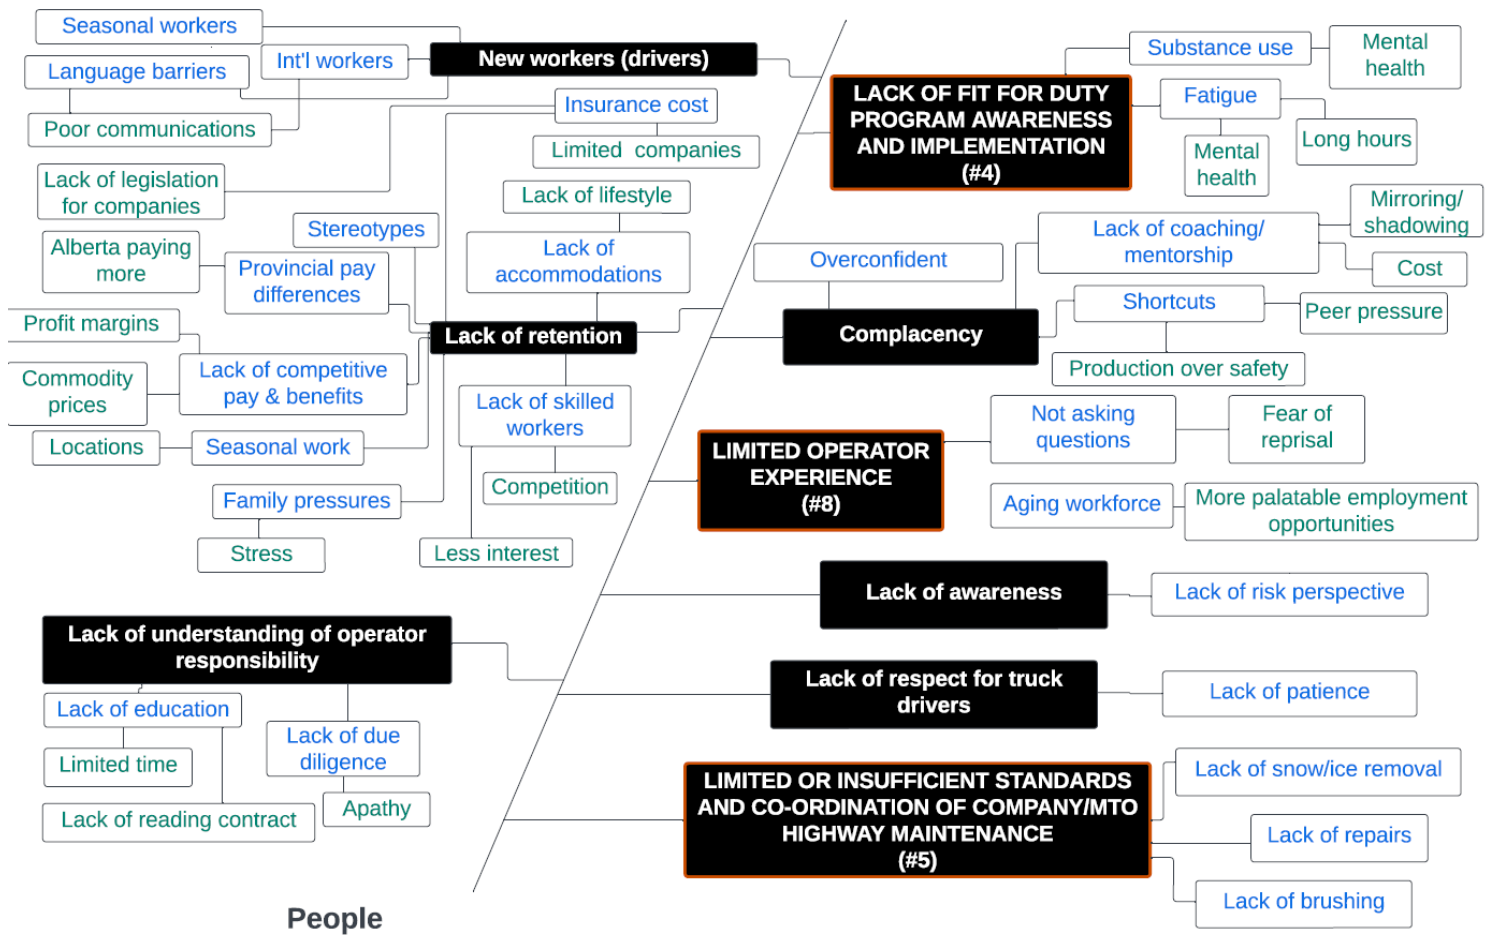 Seasonal workers
Int'l workers
Language barriers
Poor communications
New workers (drivers)
Insurance cost
Limited companies
Lack of legislation
for companies
Lack of lifestyle
Stereotypes
Lack of
accommodations
Alberta paying
more
Provincial pay
differences
Profit margins
Lack of retention
Commodity
prices
Lack of competitive
pay & benefits
Lack of skilled
workers
Locations
Seasonal work
Competition
Family pressures
Stress
Less interest
Lack of understanding of operator
responsibility
Lack of education
Limited time
Lack of due
diligence
Lack of reading contract
Apathy
People
LACK OF FIT FOR DUTY
PROGRAM AWARENESS
AND IMPLEMENTATION
(#4)
Substance use
Mental
health
Fatigue
Long hours
Mental
health
Overconfident
Lack of coaching/
mentorship
Mirroring/
shadowing
Cost
Complacency
Shortcuts
Peer pressure
Production over safety
LIMITED OPERATOR
EXPERIENCE
(#8)
Not asking
questions
Fear of
reprisal
Aging workforce
More palatable employment
opportunities
Lack of awareness
Lack of risk perspective
Lack of respect for truck
drivers
Lack of patience
LIMITED OR INSUFFICIENT STANDARDS
AND CO-ORDINATION OF COMPANY/MTO
HIGHWAY MAINTENANCE
(#5)
Lack of snow/ice removal
Lack of repairs
Lack of brushing